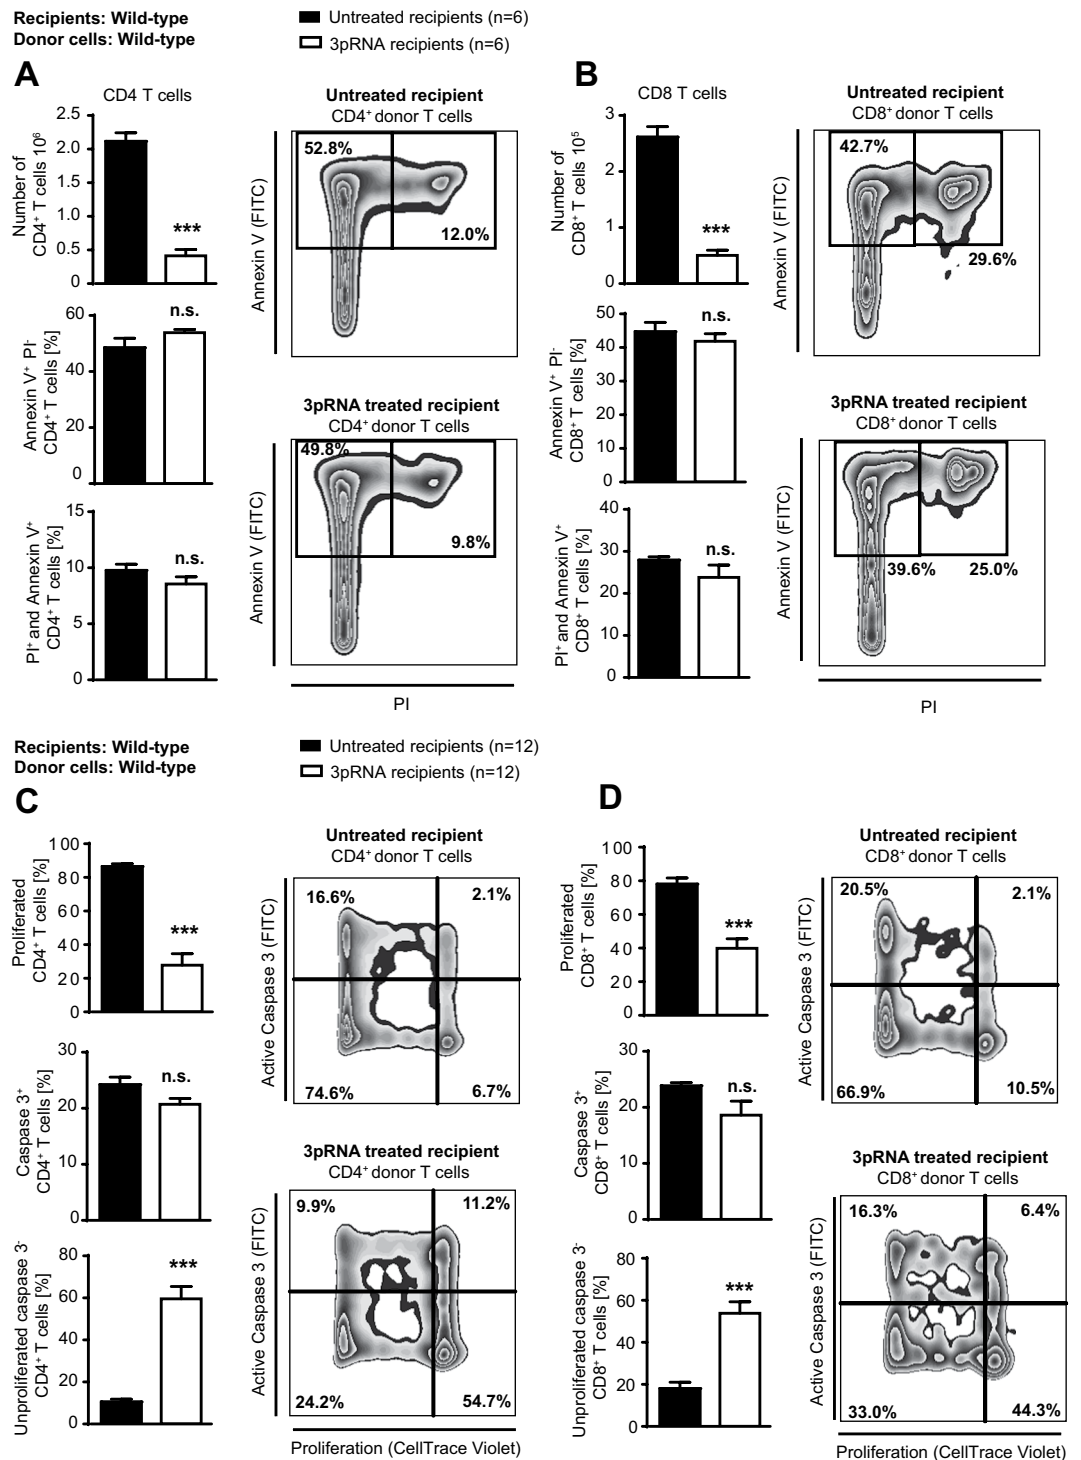 Recipients: Wild-type
Donor cells: Wild-type
Untreated recipients (n=6)
3pRNA recipients (n=6)
A
CD4 T cells
Number of
CD4⁺ T cells 10⁶
2.5
2.0
1.5
1.0
0.5
0
***
Annexin V⁺ PI⁻
CD4⁺ T cells [%]
60
40
20
0
n.s.
PI⁺ and Annexin V⁺
CD4⁺ T cells [%]
15
10
5
0
n.s.
Untreated recipient
CD4⁺ donor T cells
Annexin V (FITC)
52.8%
12.0%
3pRNA treated recipient
CD4⁺ donor T cells
Annexin V (FITC)
49.8%
9.8%
PI
B
CD8 T cells
Number of
CD8⁺ T cells 10⁵
3
2
1
0
***
Annexin V⁺ PI⁻
CD8⁺ T cells [%]
50
40
30
20
10
0
n.s.
PI⁺ and Annexin V⁺
CD8⁺ T cells [%]
40
30
20
10
0
n.s.
Untreated recipient
CD8⁺ donor T cells
Annexin V (FITC)
42.7%
29.6%
3pRNA treated recipient
CD8⁺ donor T cells
Annexin V (FITC)
39.6%
25.0%
PI
Recipients: Wild-type
Donor cells: Wild-type
Untreated recipients (n=12)
3pRNA recipients (n=12)
C
Proliferated
CD4⁺ T cells [%]
100
80
60
40
20
0
***
Caspase 3⁺
CD4⁺ T cells [%]
30
20
10
0
n.s.
Unproliferated caspase 3⁻
CD4⁺ T cells [%]
80
60
40
20
0
***
Untreated recipient
CD4⁺ donor T cells
Active Caspase 3 (FITC)
16.6%
2.1%
74.6%
6.7%
3pRNA treated recipient
CD4⁺ donor T cells
Active Caspase 3 (FITC)
9.9%
11.2%
24.2%
54.7%
Proliferation (CellTrace Violet)
D
Proliferated
CD8⁺ T cells [%]
100
80
60
40
20
0
***
Caspase 3⁺
CD8⁺ T cells [%]
30
20
10
0
n.s.
Unproliferated caspase 3⁻
CD8⁺ T cells [%]
80
60
40
20
0
***
Untreated recipient
CD8⁺ donor T cells
Active Caspase 3 (FITC)
20.5%
2.1%
66.9%
10.5%
3pRNA treated recipient
CD8⁺ donor T cells
Active Caspase 3 (FITC)
16.3%
6.4%
33.0%
44.3%
Proliferation (CellTrace Violet)